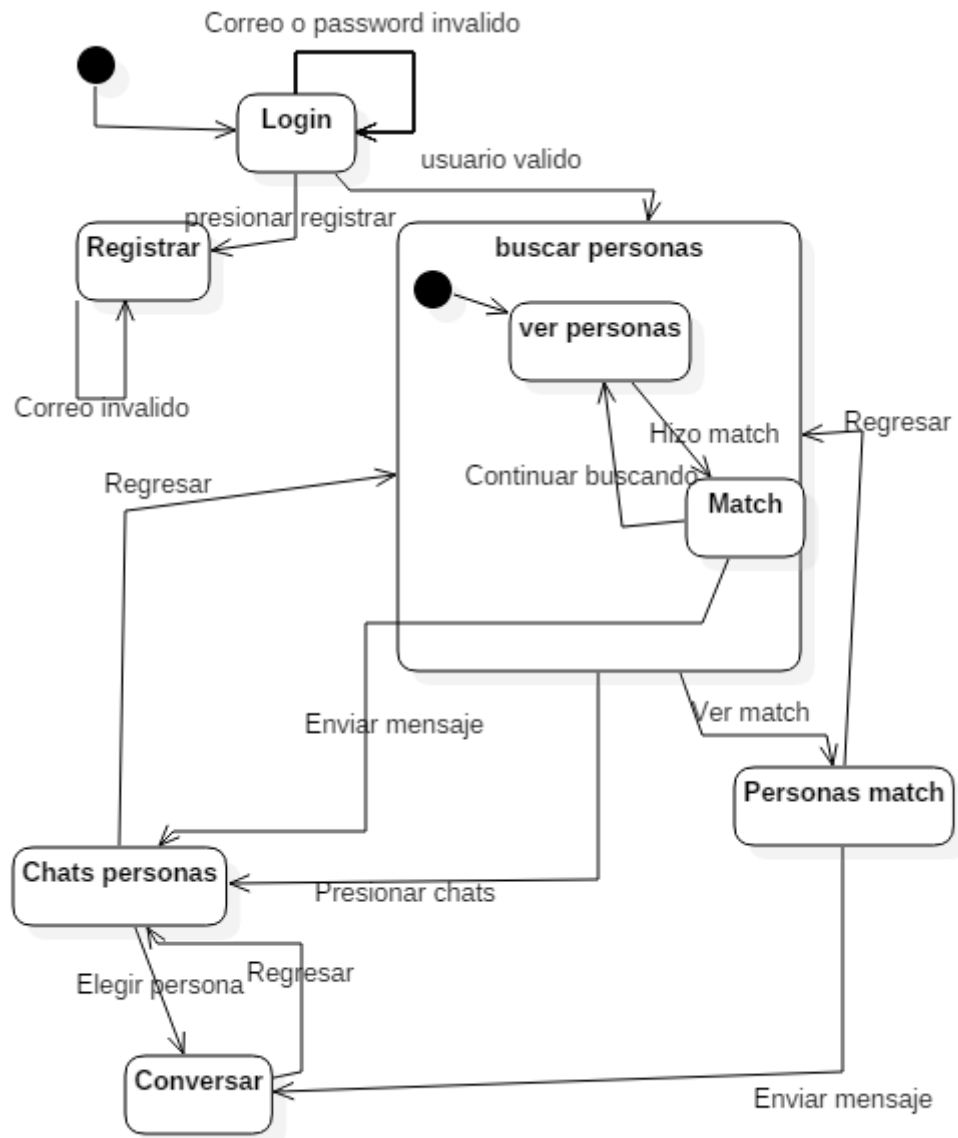 Correo o password invalido
Login
usuario valido
presionar registrar
Registrar
buscar personas
ver personas
Correo invalido
Regresar
Hizo match
Continuar buscando
Match
Regresar
Enviar mensaje
Ver match
Personas match
Chats personas
Presionar chats
Elegir persona
Regresar
Conversar
Enviar mensaje